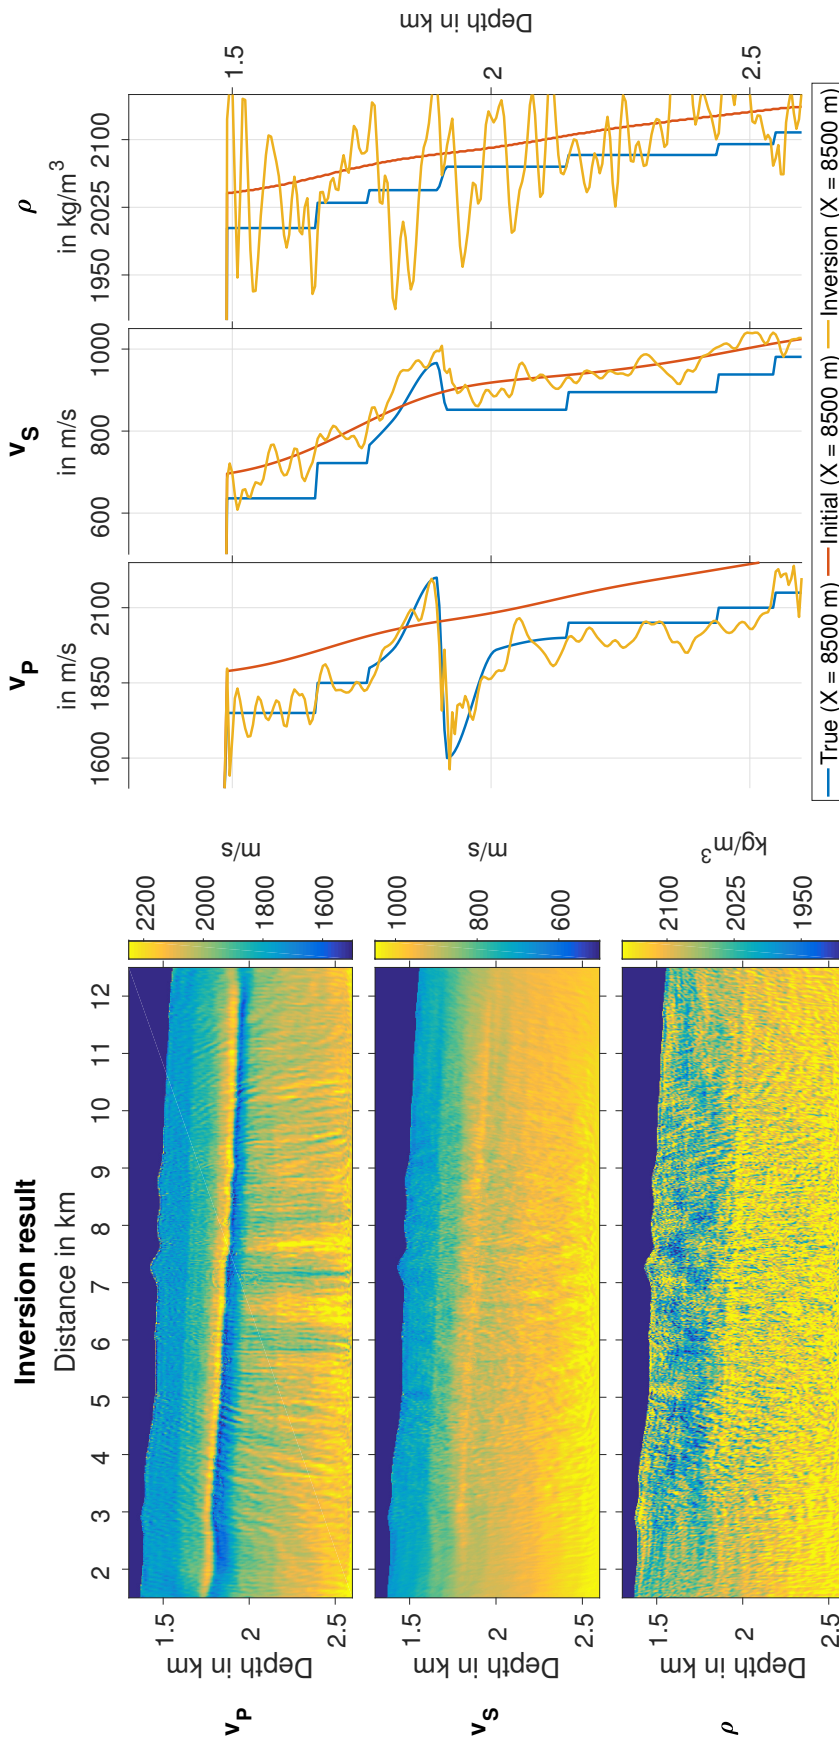 Inversion result
Distance in km
2 3 4 5 6 7 8 9 10 11 12
vP
Depth in km
1.5
2
2.5
2200
2000
1800
1600
m/s
vS
Depth in km
1.5
2
2.5
1000
800
600
m/s
ρ
Depth in km
1.5
2
2.5
2100
2025
1950
kg/m³
vP
in m/s
1600 1850 2100
vS
in m/s
600 800 1000
ρ
in kg/m³
1950 2025 2100
1.5
2
2.5
Depth in km
True (X = 8500 m) Initial (X = 8500 m) Inversion (X = 8500 m)